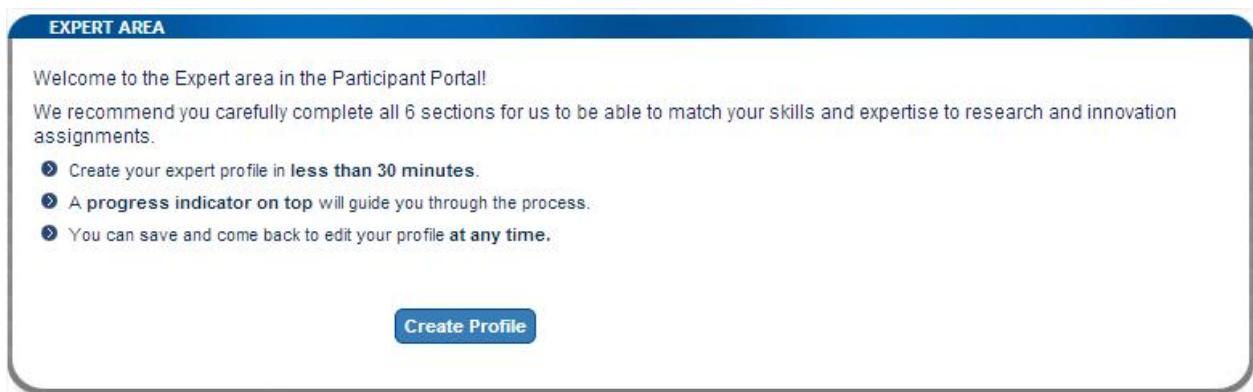 EXPERT AREA
Welcome to the Expert area in the Participant Portal!
We recommend you carefully complete all 6 sections for us to be able to match your skills and expertise to research and innovation
assignments.
Create your expert profile in less than 30 minutes.
A progress indicator on top will guide you through the process.
You can save and come back to edit your profile at any time.
Create Profile